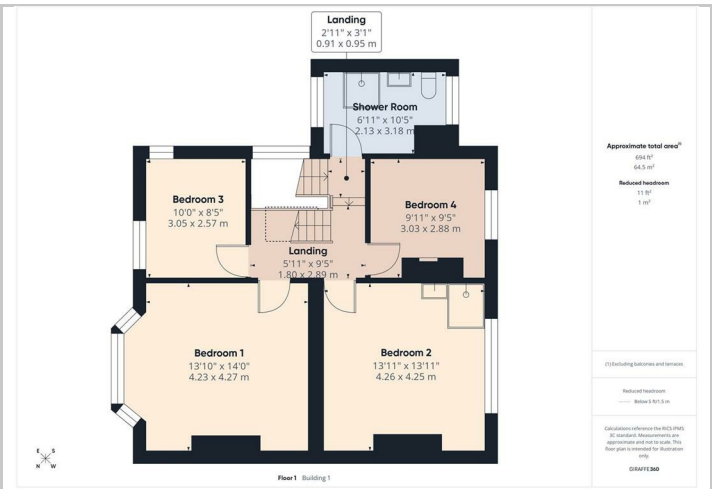 Landing
2'11" x 3'1"
0.91 x 0.95 m
Shower Room
6'11" x 10'5"
2.13 x 3.18 m
Bedroom 3
10'0" x 8'5"
3.05 x 2.57 m
Bedroom 4
9'11" x 9'5"
3.03 x 2.88 m
Landing
5'11" x 9'5"
1.80 x 2.89 m
Bedroom 1
13'10" x 14'0"
4.23 x 4.27 m
Bedroom 2
13'11" x 13'11"
4.26 x 4.25 m
E S
N W
Floor 1 Building 1
Approximate total area(1)
694 ft²
64.5 m²
Reduced headroom
11 ft²
1 m²
(1) Excluding balconies and terraces
Reduced headroom
Below 5 ft/1.5 m
Calculations reference the RICS IPMS
3C standard. Measurements are
approximate and not to scale. This
floor plan is intended for illustration
only.
GIRAFFE360